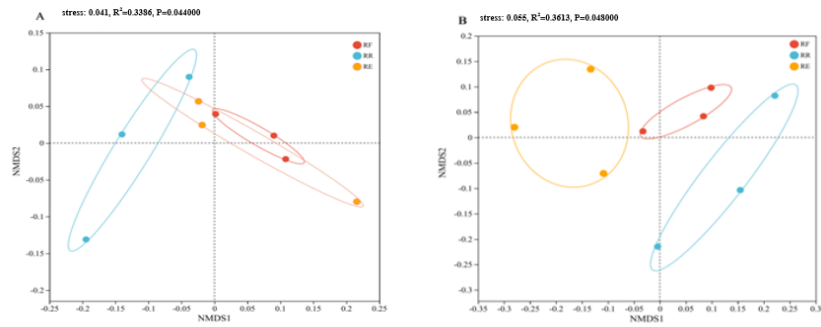 A stress: 0.041, R²=0.3386, P=0.044000
0.15
0.1
0.05
0
-0.05
-0.1
-0.15
-0.2
NMDS2
RF
RR
RE
-0.25 -0.2 -0.15 -0.1 -0.05 0 0.05 0.1 0.15 0.2 0.25
NMDS1
B stress: 0.055, R²=0.3613, P=0.048000
0.2
0.15
0.1
0.05
0
-0.05
-0.1
-0.15
-0.2
-0.25
-0.3
NMDS2
RF
RR
RE
-0.35 -0.3 -0.25 -0.2 -0.15 -0.1 -0.05 0 0.05 0.1 0.15 0.2 0.25 0.3
NMDS1